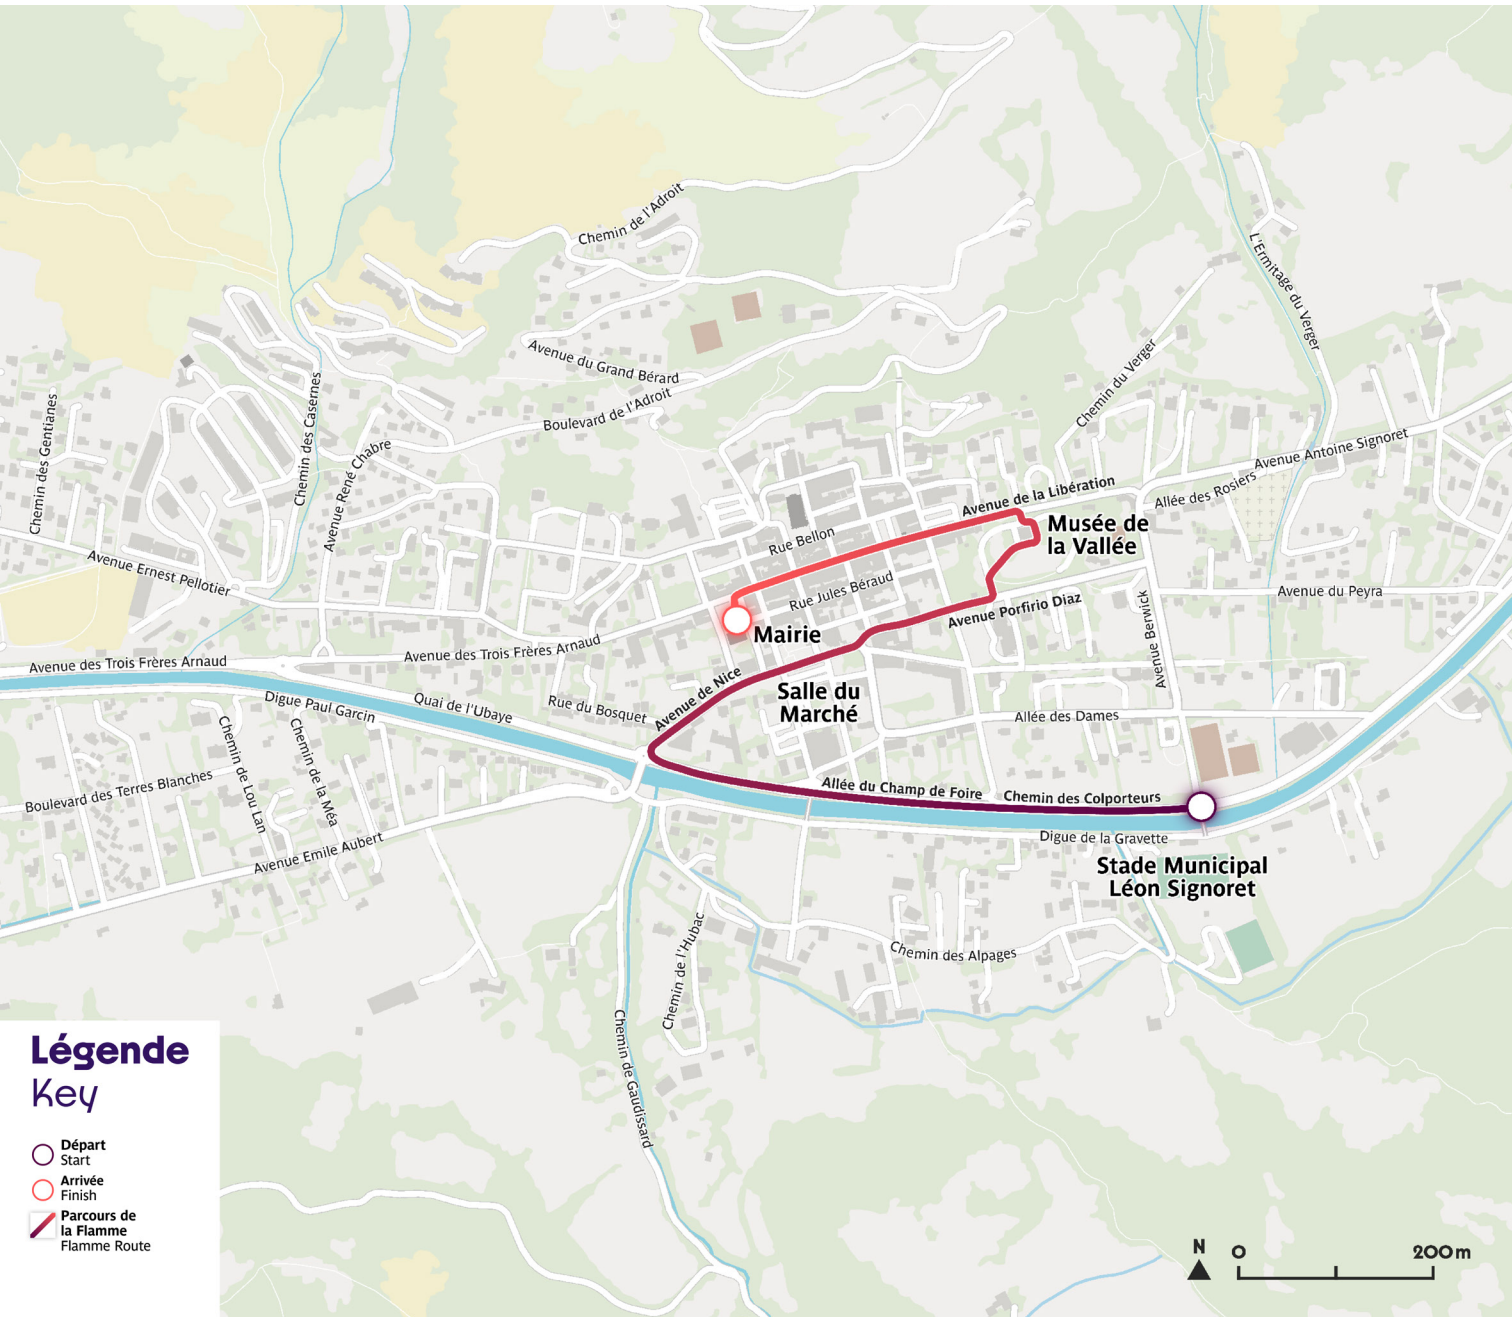 Chemin de l'Adroit
L'Ermitage du Verger
Avenue du Grand Bérard
Boulevard de l'Adroit
Chemin du Verger
Chemin des Gentianes
Chemin des Casernes
Avenue René Chabre
Avenue Antoine Signoret
Allée des Rosiers
Avenue de la Libération
Musée de
la Vallée
Rue Bellon
Rue Jules Béraud
Avenue Ernest Pellotier
Avenue du Peyra
Avenue Porfirio Diaz
Avenue Berwick
Mairie
Avenue des Trois Frères Arnaud
Avenue des Trois Frères Arnaud
Avenue de Nice
Salle du
Marché
Digue Paul Garcin
Quai de l'Ubaye
Rue du Bosquet
Allée des Dames
Chemin de Lou Lan
Chemin de la Méa
Boulevard des Terres Blanches
Allée du Champ de Foire
Chemin des Colporteurs
Digue de la Gravette
Avenue Emile Aubert
Stade Municipal
Léon Signoret
Chemin de l'Hubac
Chemin des Alpages
Chemin de Gaudissard
Légende
Key
Départ
Start
Arrivée
Finish
Parcours de
la Flamme
Flamme Route
N
0
200m